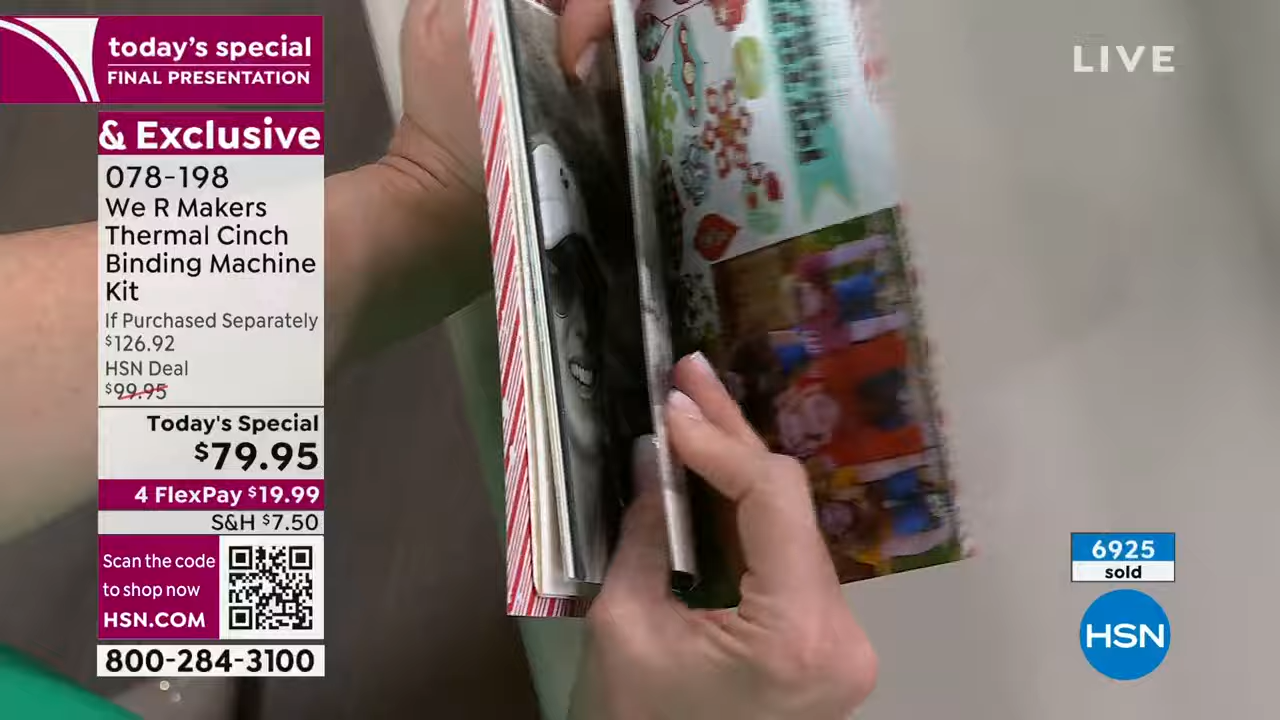 today's special
FINAL PRESENTATION
& Exclusive
078-198
We R Makers
Thermal Cinch
Binding Machine
Kit
If Purchased Separately
$126.92
HSN Deal
$99.95
Today's Special
$79.95
4 FlexPay $19.99
S&H $7.50
Scan the code
to shop now
HSN.COM
800-284-3100
LIVE
6925
sold
HSN